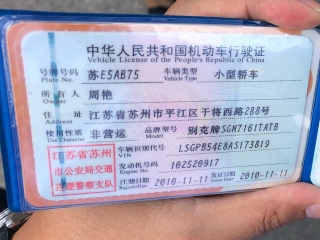 中华人民共和国机动车行驶证
Vehicle License of the People's Republic of China
号牌号码 Plate No. 苏E5AB75 车辆类型 Vehicle Type 小型轿车
所有人 Owner 周艳
住址 Address 江苏省苏州市平江区干将西路288号
使用性质 Use Character 非营运 品牌型号 Model 别克牌SGM7161TATB
江苏省苏州市公安局交通巡逻警察支队
车辆识别代号 VIN LSGPB54E8AS173819
发动机号码 Engine No. 102520917
注册日期 Register Date 2010-11-11 发证日期 Issue Date 2010-11-11